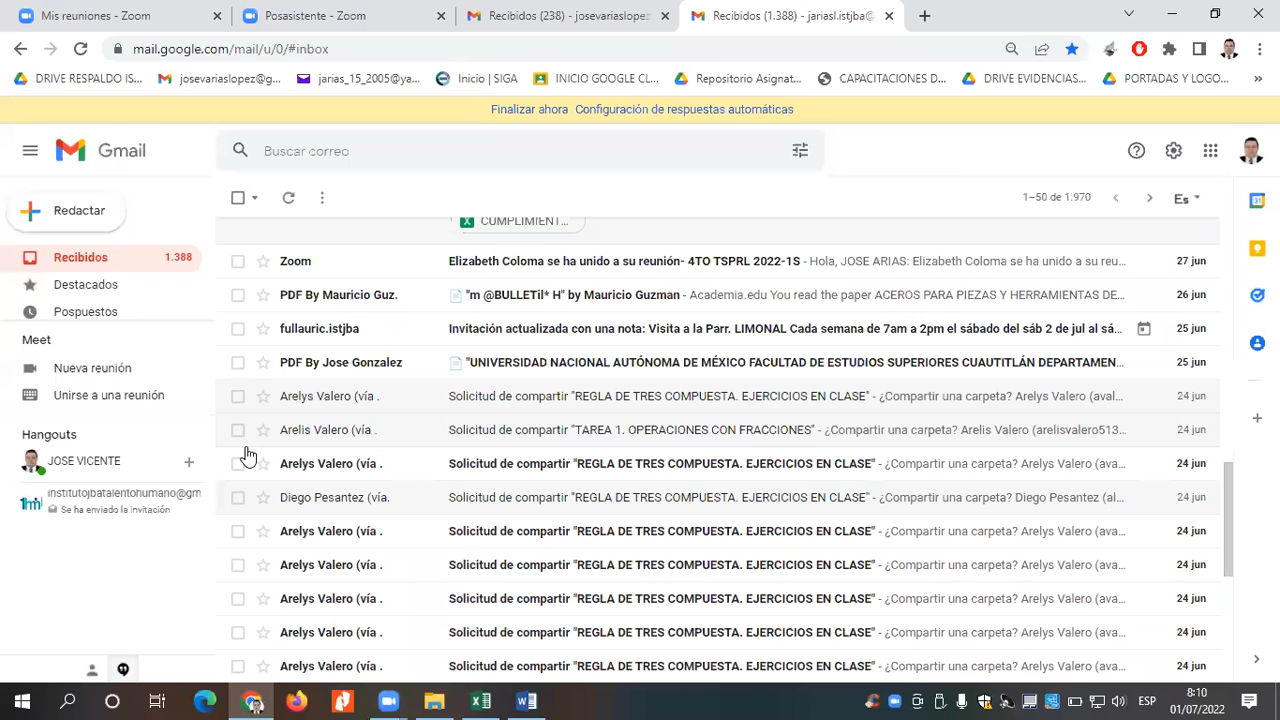 Mis reuniones - Zoom
Posasistente - Zoom
Recibidos (238) - josevariaslopez
Recibidos (1.388) - jariasl.istjba@
mail.google.com/mail/u/0/#inbox
DRIVE RESPALDO IS...
josevariaslopez@g...
jarias_15_2005@ya...
Inicio | SIGA
INICIO GOOGLE CL...
Repositorio Asignat...
CAPACITACIONES D...
DRIVE EVIDENCIAS...
PORTADAS Y LOGO...
Finalizar ahora Configuración de respuestas automáticas
Gmail
Buscar correo
Redactar
1–50 de 1.970
Es
Recibidos 1.388
Destacados
Pospuestos
Meet
Nueva reunión
Unirse a una reunión
Hangouts
JOSE VICENTE
institutojbatalentohumano@gm
Se ha enviado la invitación
CUMPLIMIENT...
Zoom Elizabeth Coloma se ha unido a su reunión- 4TO TSPRL 2022-1S - Hola, JOSE ARIAS: Elizabeth Coloma se ha unido a su reu... 27 jun
PDF By Mauricio Guz. "m @BULLETil* H" by Mauricio Guzman - Academia.edu You read the paper ACEROS PARA PIEZAS Y HERRAMIENTAS DE... 26 jun
fullauric.istjba Invitación actualizada con una nota: Visita a la Parr. LIMONAL Cada semana de 7am a 2pm el sábado del sáb 2 de jul al sá... 25 jun
PDF By Jose Gonzalez "UNIVERSIDAD NACIONAL AUTÓNOMA DE MÉXICO FACULTAD DE ESTUDIOS SUPERIORES CUAUTITLÁN DEPARTAMEN... 25 jun
Arelys Valero (vía . Solicitud de compartir "REGLA DE TRES COMPUESTA. EJERCICIOS EN CLASE" - ¿Compartir una carpeta? Arelys Valero (aval... 24 jun
Arelis Valero (vía . Solicitud de compartir "TAREA 1. OPERACIONES CON FRACCIONES" - ¿Compartir una carpeta? Arelis Valero (arelisvalero513... 24 jun
Arelys Valero (vía . Solicitud de compartir "REGLA DE TRES COMPUESTA. EJERCICIOS EN CLASE" - ¿Compartir una carpeta? Arelys Valero (ava... 24 jun
Diego Pesantez (vía. Solicitud de compartir "REGLA DE TRES COMPUESTA. EJERCICIOS EN CLASE" - ¿Compartir una carpeta? Diego Pesantez (al... 24 jun
Arelys Valero (vía . Solicitud de compartir "REGLA DE TRES COMPUESTA. EJERCICIOS EN CLASE" - ¿Compartir una carpeta? Arelys Valero (ava... 24 jun
Arelys Valero (vía . Solicitud de compartir "REGLA DE TRES COMPUESTA. EJERCICIOS EN CLASE" - ¿Compartir una carpeta? Arelys Valero (ava... 24 jun
Arelys Valero (vía . Solicitud de compartir "REGLA DE TRES COMPUESTA. EJERCICIOS EN CLASE" - ¿Compartir una carpeta? Arelys Valero (ava... 24 jun
Arelys Valero (vía . Solicitud de compartir "REGLA DE TRES COMPUESTA. EJERCICIOS EN CLASE" - ¿Compartir una carpeta? Arelys Valero (ava... 24 jun
Arelys Valero (vía . Solicitud de compartir "REGLA DE TRES COMPUESTA. EJERCICIOS EN CLASE" - ¿Compartir una carpeta? Arelys Valero (ava... 24 jun
ESP
8:10
01/07/2022